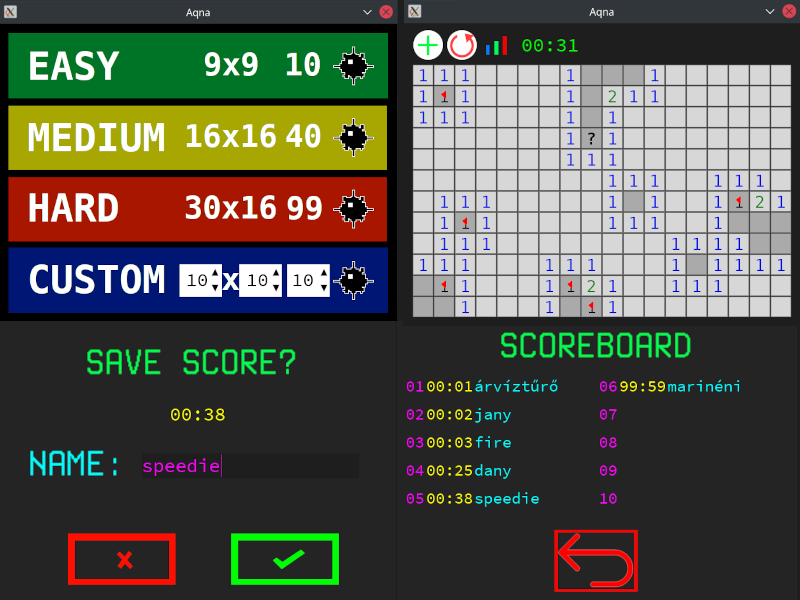 Aqna
EASY 9x9 10
MEDIUM 16x16 40
HARD 30x16 99
CUSTOM 10 x 10 10
Aqna
00:31
1 1 1 1 1
1 1 1 2 1 1
1 1 1 1 1
1 ? 1
1 1 1
1 1 1 1 1 1
1 1 1 1 1 1 2 1
1 1 1 1 1 1
1 1 1 1 1 1 1
1 1 1 1 1 1 1 1 1 1 1
1 1 2 1 1 1 1
1 1 1
SAVE SCORE?
00:38
NAME: speedie
SCOREBOARD
01 00:01 árvíztűrő
02 00:02 jany
03 00:03 fire
04 00:25 dany
05 00:38 speedie
06 99:59 marinéni
07
08
09
10